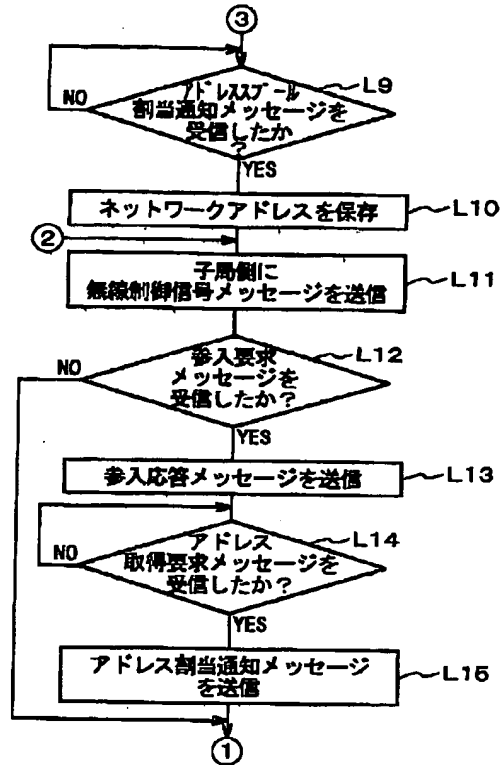 ③
アドレススプール
割当通知メッセージを
受信したか
?
L9
NO
YES
ネットワークアドレスを保存
L10
②
子局側に
無線制御信号メッセージを送信
L11
参入要求
メッセージを
受信したか?
L12
NO
YES
参入応答メッセージを送信
L13
アドレス
取得要求メッセージを
受信したか?
L14
NO
YES
アドレス割当通知メッセージ
を送信
L15
①